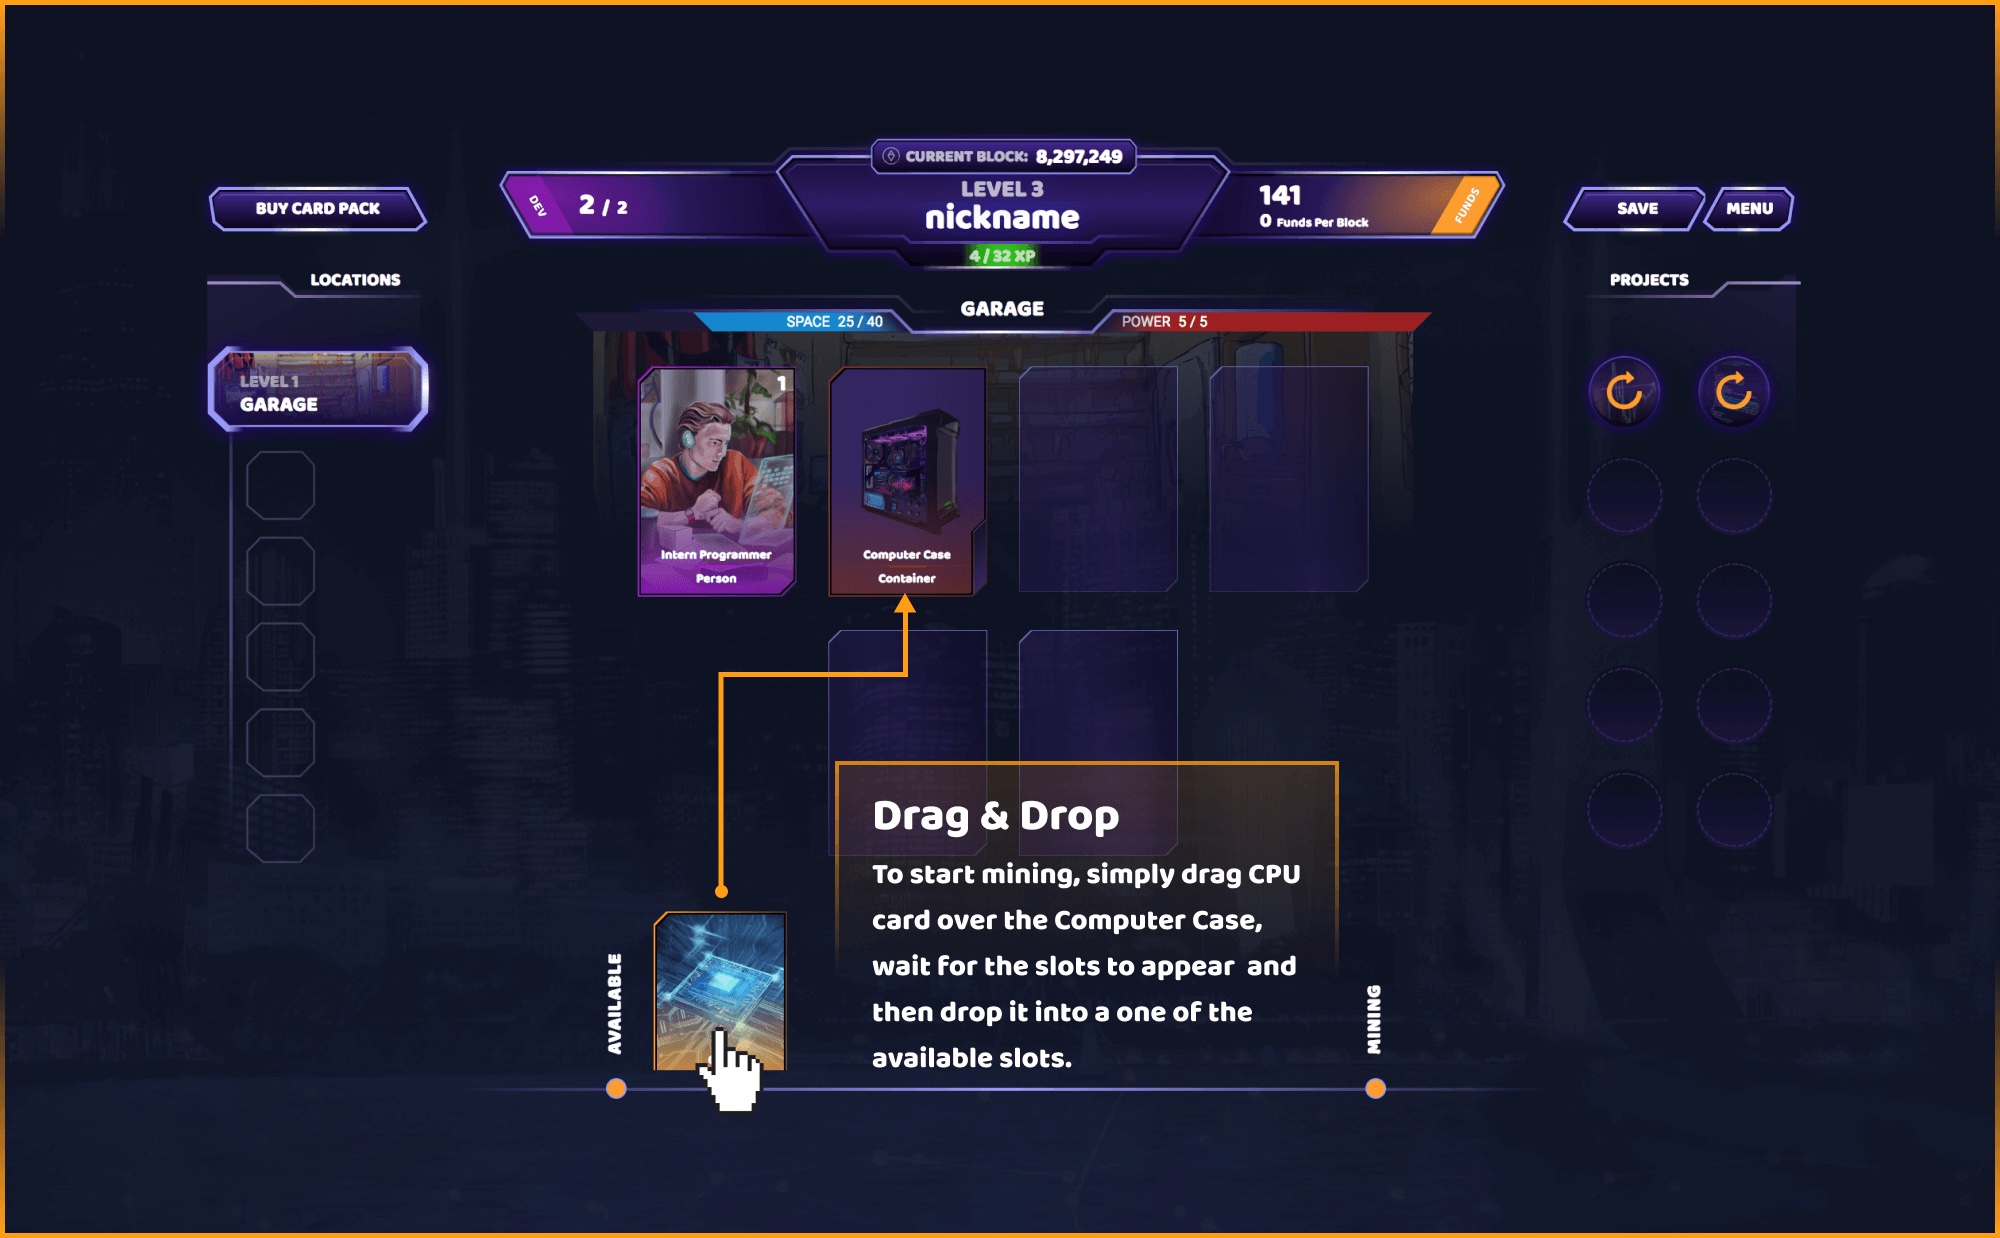 CURRENT BLOCK: 8,297,249
BUY CARD PACK
DEV
2 / 2
LEVEL 3
nickname
4 / 32 XP
141
0 Funds Per Block
FUNDS
SAVE
MENU
LOCATIONS
PROJECTS
GARAGE
SPACE 25 / 40
POWER 5 / 5
LEVEL 1
GARAGE
1
Intern Programmer
Person
Computer Case
Container
Drag & Drop
To start mining, simply drag CPU
card over the Computer Case,
wait for the slots to appear  and
then drop it into a one of the
available slots.
AVAILABLE
MINING